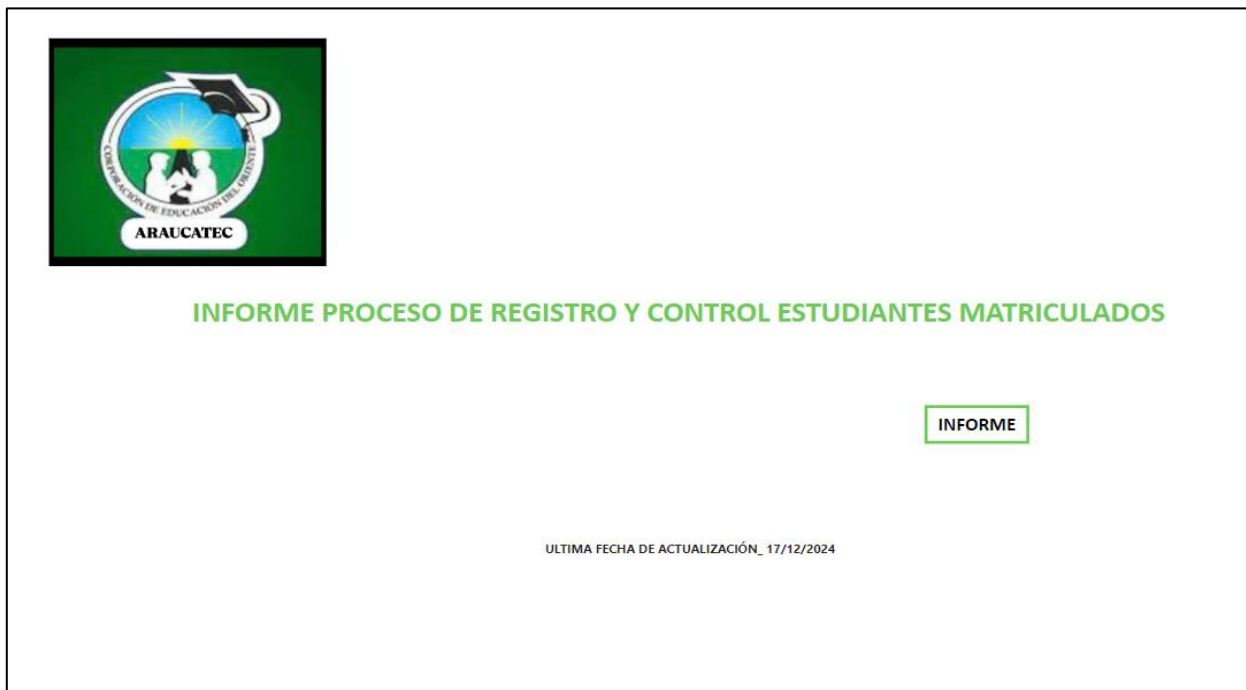 CORPORACIÓN DE EDUCACIÓN DEL ORIENTE
ARAUCATEC
INFORME PROCESO DE REGISTRO Y CONTROL ESTUDIANTES MATRICULADOS
INFORME
ULTIMA FECHA DE ACTUALIZACIÓN_ 17/12/2024